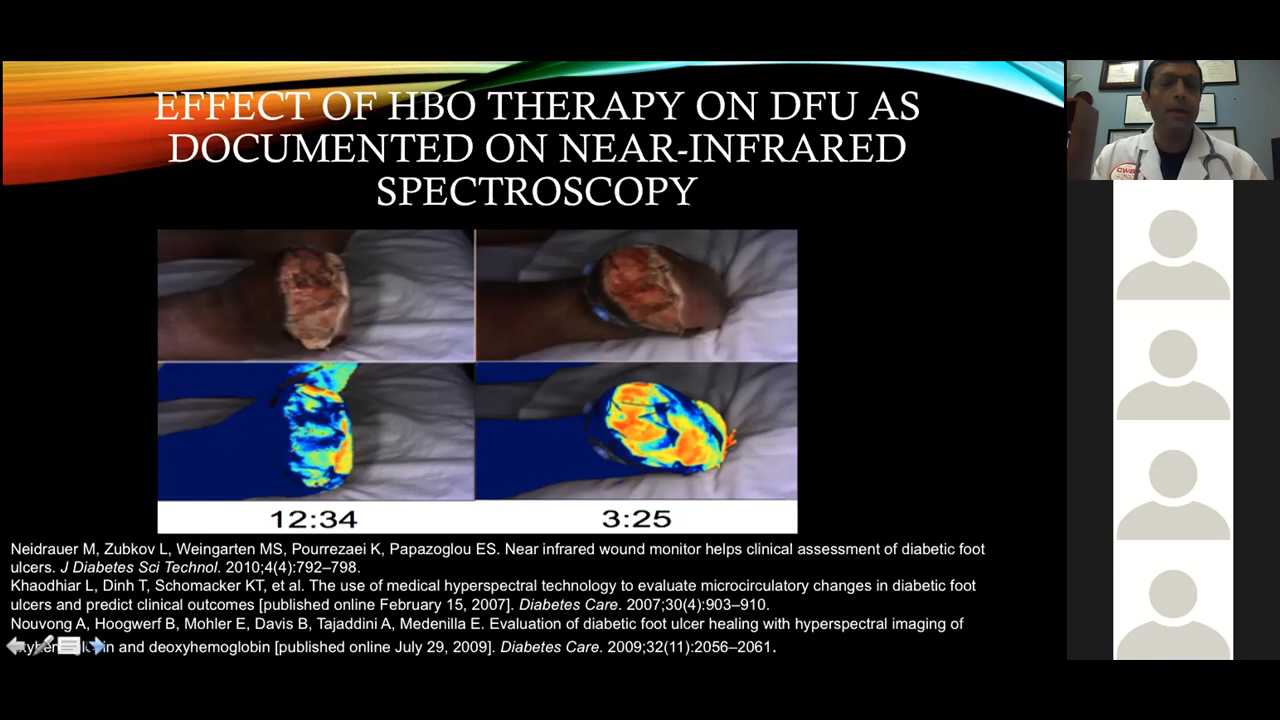 EFFECT OF HBO THERAPY ON DFU AS
DOCUMENTED ON NEAR-INFRARED
SPECTROSCOPY
12:34
3:25
Neidrauer M, Zubkov L, Weingarten MS, Pourrezaei K, Papazoglou ES. Near infrared wound monitor helps clinical assessment of diabetic foot
ulcers. J Diabetes Sci Technol. 2010;4(4):792–798.
Khaodhiar L, Dinh T, Schomacker KT, et al. The use of medical hyperspectral technology to evaluate microcirculatory changes in diabetic foot
ulcers and predict clinical outcomes [published online February 15, 2007]. Diabetes Care. 2007;30(4):903–910.
Nouvong A, Hoogwerf B, Mohler E, Davis B, Tajaddini A, Medenilla E. Evaluation of diabetic foot ulcer healing with hyperspectral imaging of
and deoxyhemoglobin [published online July 29, 2009]. Diabetes Care. 2009;32(11):2056–2061.